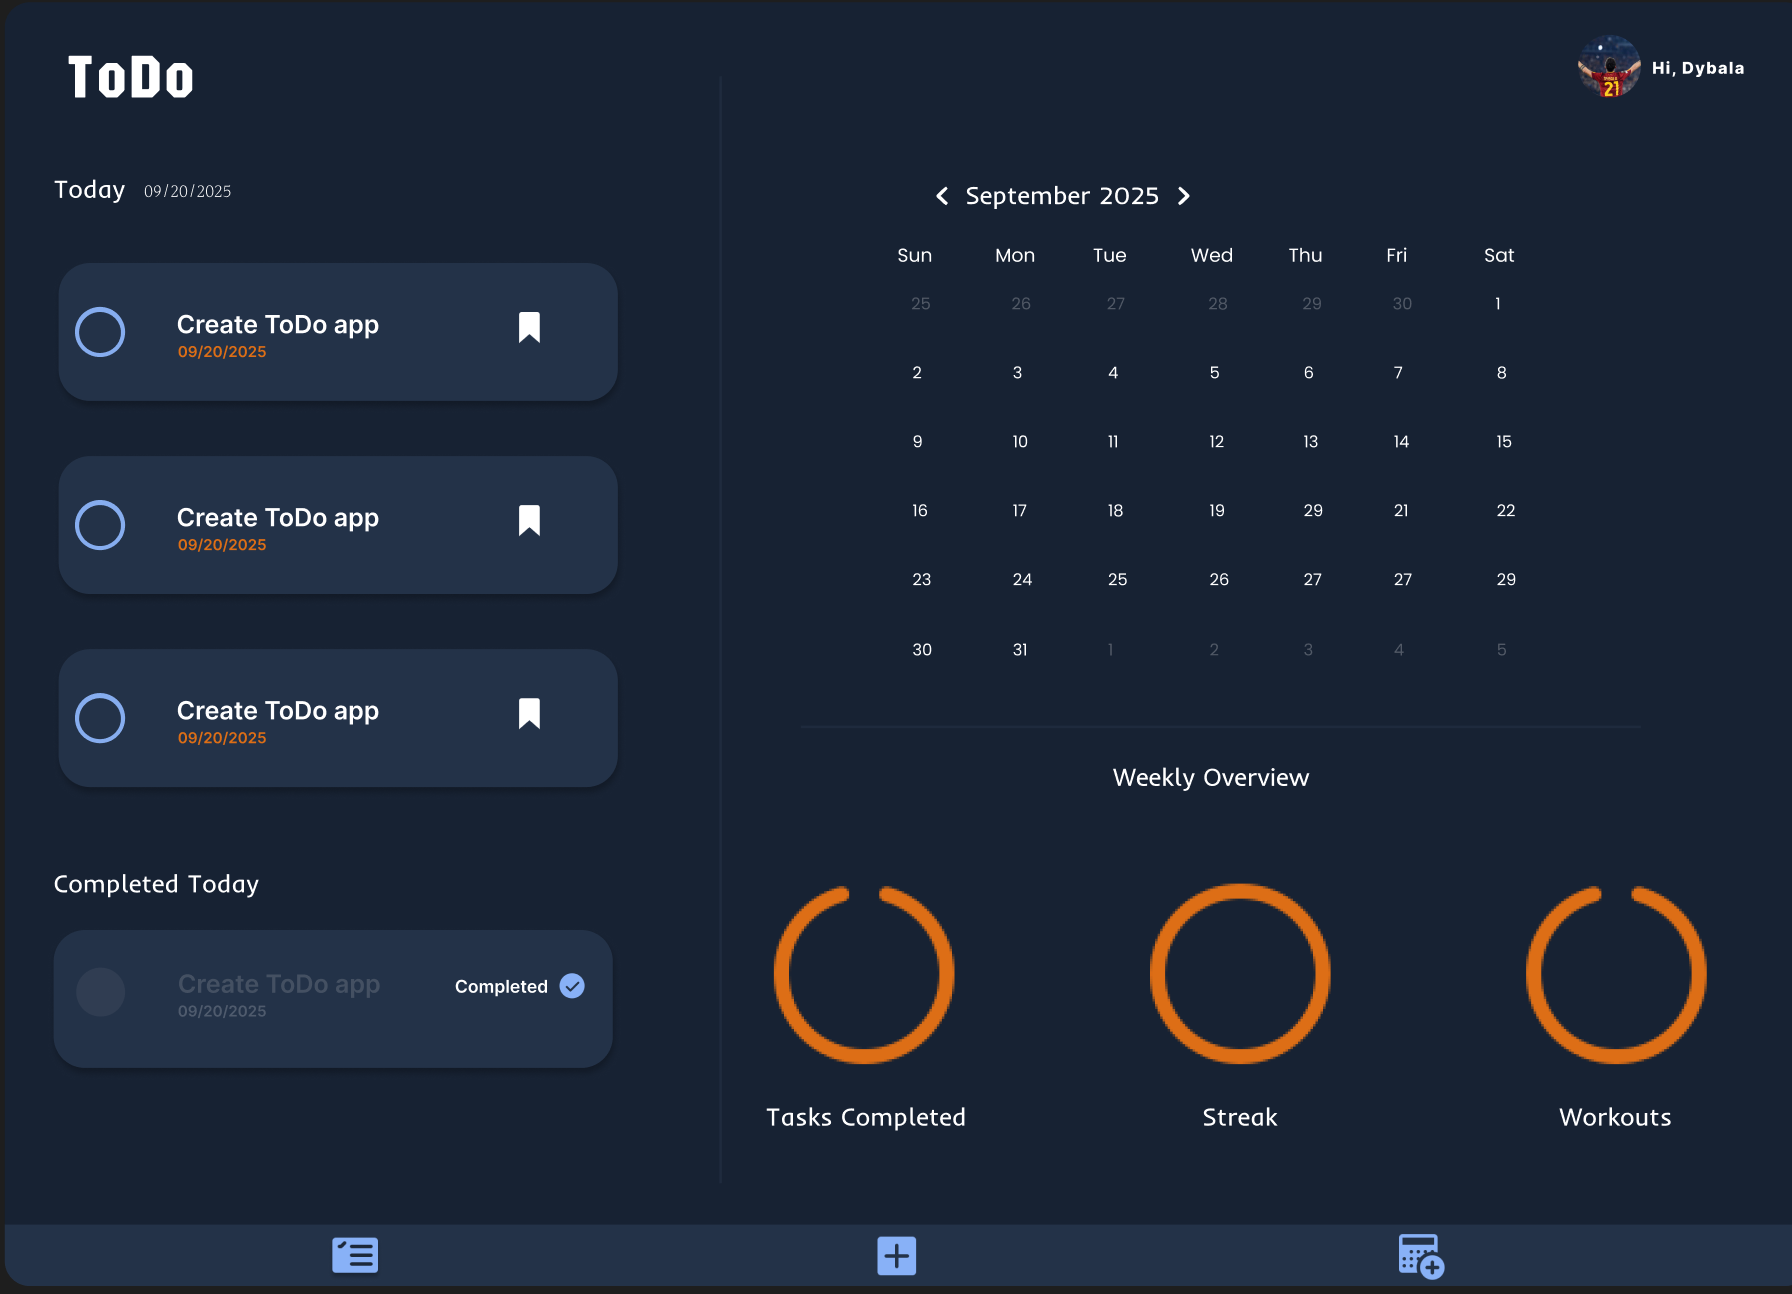 ToDo
Hi, Dybala
Today 09/20/2025
Create ToDo app
09/20/2025
Create ToDo app
09/20/2025
Create ToDo app
09/20/2025
Completed Today
Create ToDo app
09/20/2025
Completed
September 2025
Sun Mon Tue Wed Thu Fri Sat
25 26 27 28 29 30 1
2 3 4 5 6 7 8
9 10 11 12 13 14 15
16 17 18 19 29 21 22
23 24 25 26 27 27 29
30 31 1 2 3 4 5
Weekly Overview
Tasks Completed
Streak
Workouts
21